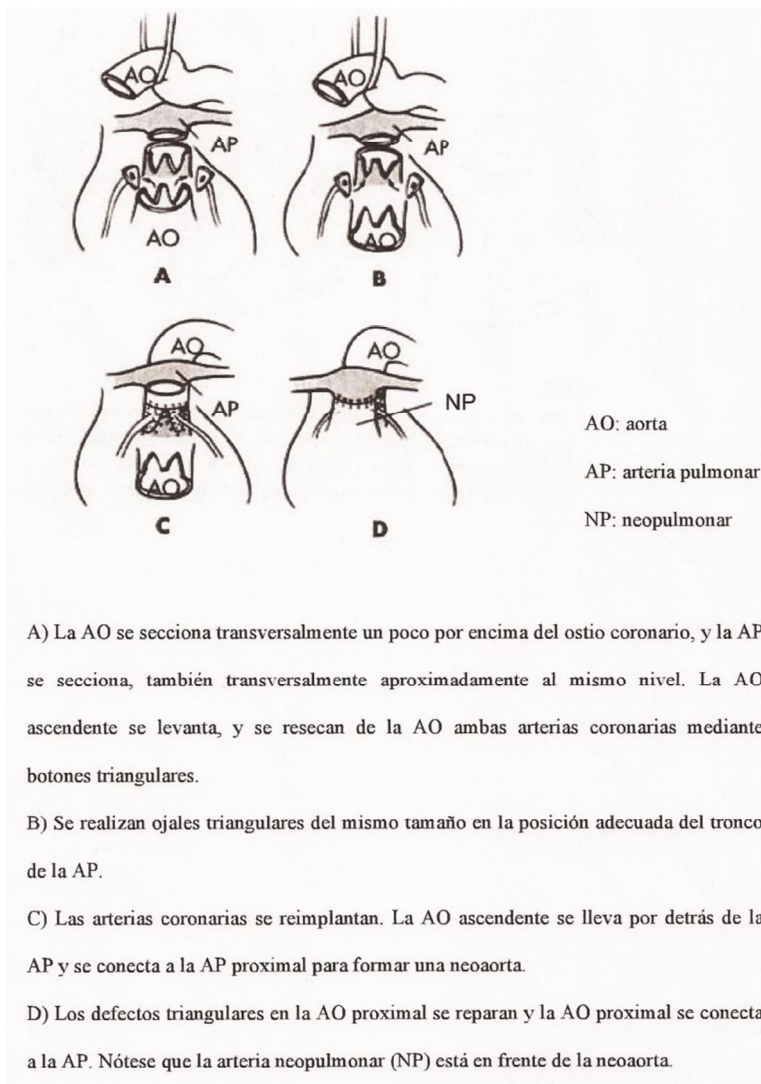 AO
AO
AP
AP
AO
AO
A
B
AO
AO
AP
NP
AO
C
D
AO: aorta
AP: arteria pulmonar
NP: neopulmonar
A) La AO se secciona transversalmente un poco por encima del ostio coronario, y la AP
se secciona, también transversalmente aproximadamente al mismo nivel. La AO
ascendente se levanta, y se resecan de la AO ambas arterias coronarias mediante
botones triangulares.
B) Se realizan ojales triangulares del mismo tamaño en la posición adecuada del tronco
de la AP.
C) Las arterias coronarias se reimplantan. La AO ascendente se lleva por detrás de la
AP y se conecta a la AP proximal para formar una neoaorta.
D) Los defectos triangulares en la AO proximal se reparan y la AO proximal se conecta
a la AP. Nótese que la arteria neopulmonar (NP) está en frente de la neoaorta.